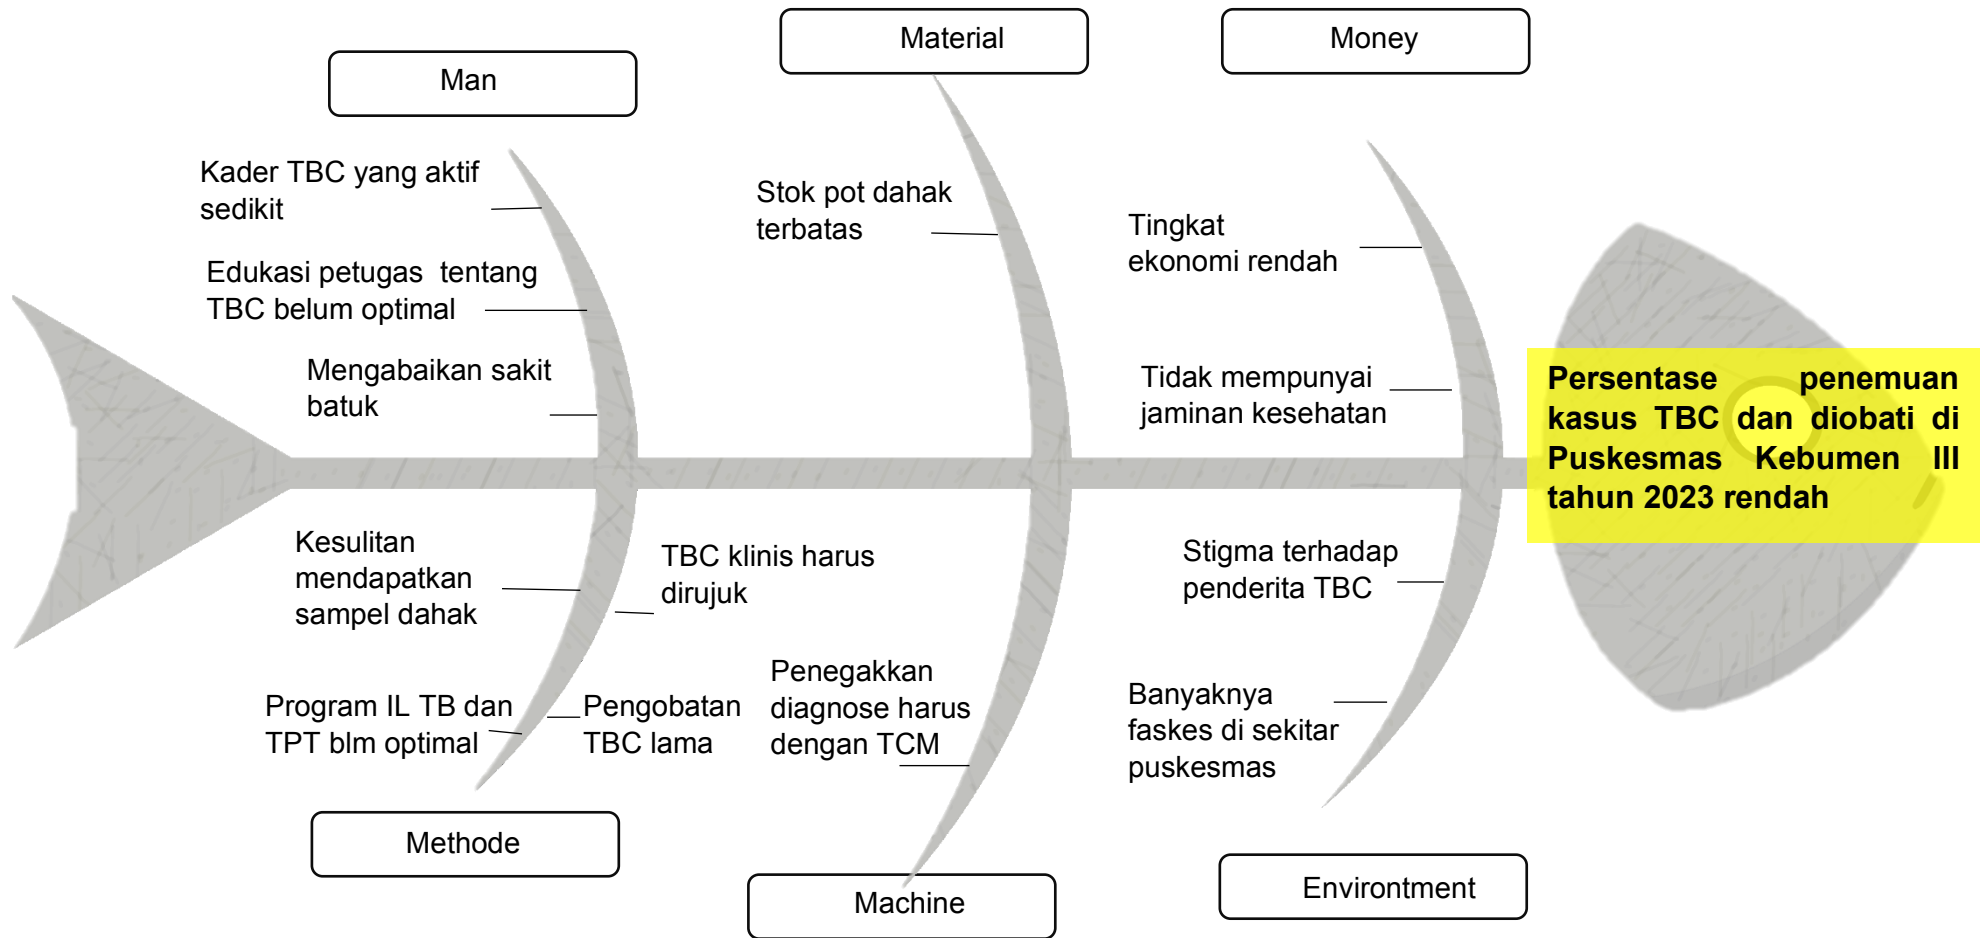 Man
Material
Money
Kader TBC yang aktif
sedikit
Edukasi petugas tentang
TBC belum optimal
Mengabaikan sakit
batuk
Stok pot dahak
terbatas
Tingkat
ekonomi rendah
Tidak mempunyai
jaminan kesehatan
Persentase penemuan
kasus TBC dan diobati di
Puskesmas Kebumen III
tahun 2023 rendah
Kesulitan
mendapatkan
sampel dahak
TBC klinis harus
dirujuk
Program IL TB dan
TPT blm optimal
Pengobatan
TBC lama
Penegakkan
diagnose harus
dengan TCM
Stigma terhadap
penderita TBC
Banyaknya
faskes di sekitar
puskesmas
Methode
Machine
Environtment